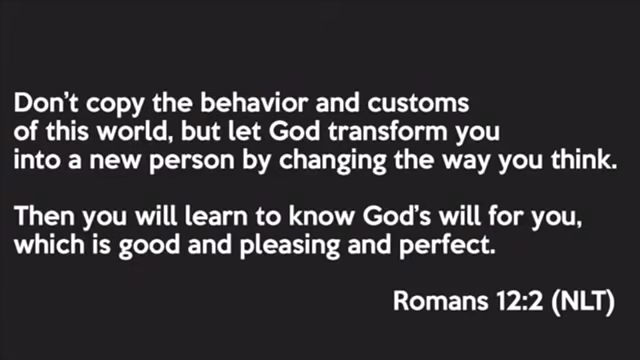 Don't copy the behavior and customs
of this world, but let God transform you
into a new person by changing the way you think.
Then you will learn to know God's will for you,
which is good and pleasing and perfect.
Romans 12:2 (NLT)